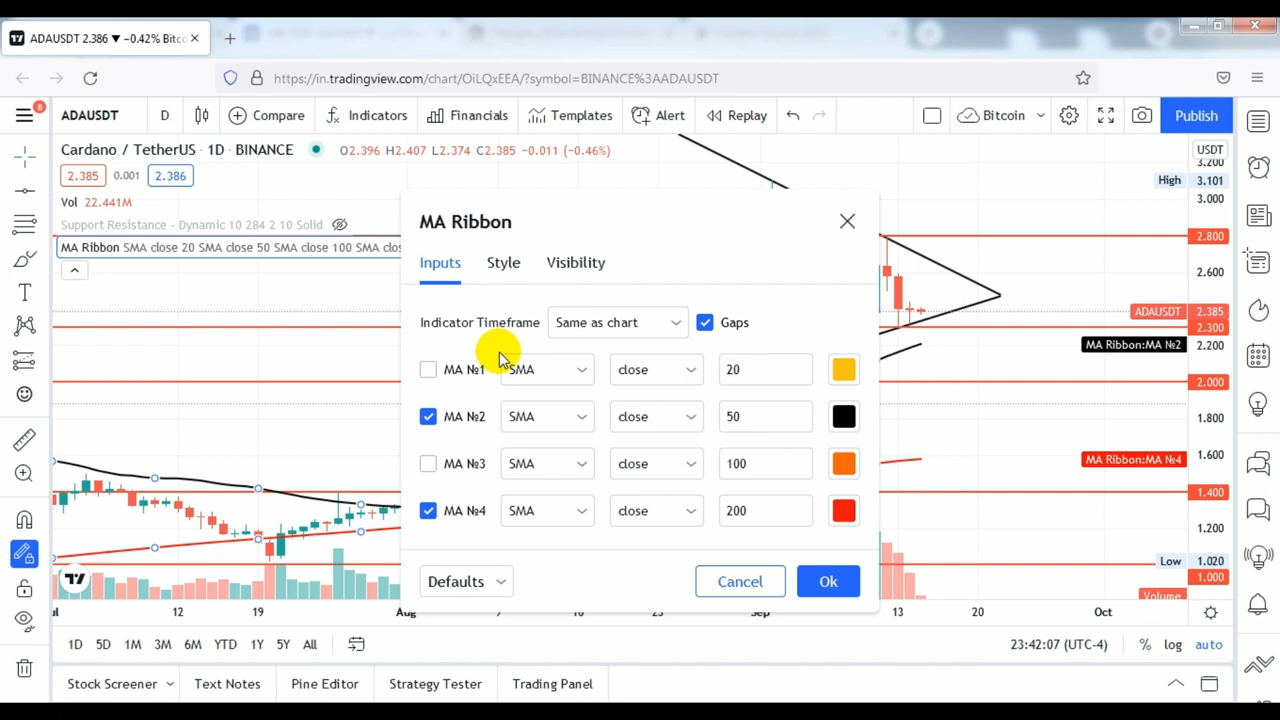 ADAUSDT 2.386 ▼ −0.42% Bitco
https://in.tradingview.com/chart/OiLQxEEA/?symbol=BINANCE%3AADAUSDT
8
ADAUSDT
D
Compare
Indicators
Financials
Templates
Alert
Replay
Bitcoin
Publish
Cardano / TetherUS · 1D · BINANCE
O2.396 H2.407 L2.374 C2.385 −0.011 (−0.46%)
USDT
3.200
2.385
0.001
2.386
High 3.101
Vol 22.441M
3.000
Support Resistance - Dynamic 10 284 2 10 Solid
MA Ribbon SMA close 20 SMA close 50 SMA close 100 SMA clos
2.800
2.600
ADAUSDT 2.385
2.300
MA Ribbon:MA №2
2.200
2.000
1.800
MA Ribbon:MA №4
1.600
1.400
1.200
Low 1.020
1.000
Volume
MA Ribbon
Inputs
Style
Visibility
Indicator Timeframe
Same as chart
Gaps
MA №1 SMA close 20
MA №2 SMA close 50
MA №3 SMA close 100
MA №4 SMA close 200
Defaults
Cancel
Ok
12
19
Aug
Sep
13
20
Oct
1D 5D 1M 3M 6M YTD 1Y 5Y All
23:42:07 (UTC-4)
%
log
auto
Stock Screener
Text Notes
Pine Editor
Strategy Tester
Trading Panel